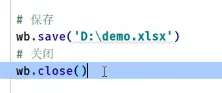 # 保存
wb.save('D:\demo.xlsx')
# 关闭
wb.close()